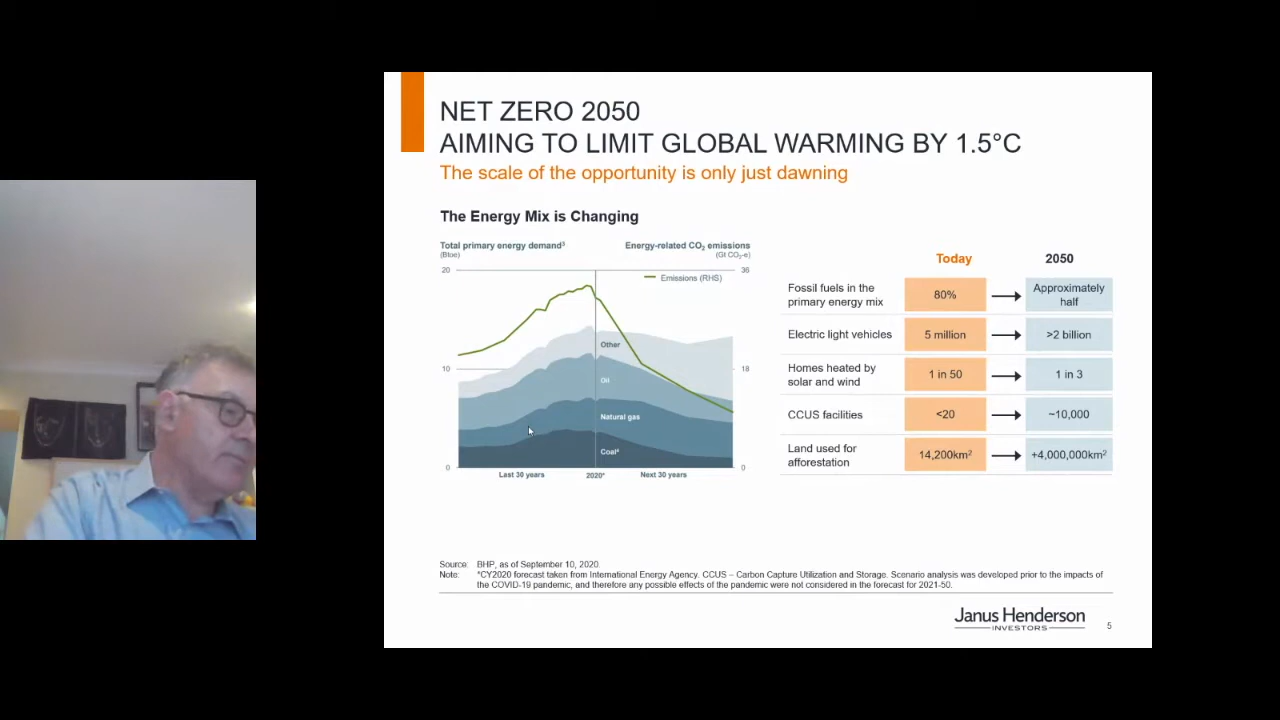 NET ZERO 2050
AIMING TO LIMIT GLOBAL WARMING BY 1.5°C
The scale of the opportunity is only just dawning
The Energy Mix is Changing
Total primary energy demand³
(Btoe)
Energy-related CO₂ emissions
(Gt CO₂-e)
20
36
Emissions (RHS)
Other
10
18
Oil
Natural gas
Coal⁴
0
0
Last 30 years
2020*
Next 30 years
Today
2050
Fossil fuels in the
primary energy mix
80%
Approximately
half
Electric light vehicles
5 million
>2 billion
Homes heated by
solar and wind
1 in 50
1 in 3
CCUS facilities
<20
~10,000
Land used for
afforestation
14,200km²
+4,000,000km²
Source: BHP, as of September 10, 2020.
Note: *CY2020 forecast taken from International Energy Agency. CCUS – Carbon Capture Utilization and Storage. Scenario analysis was developed prior to the impacts of
the COVID-19 pandemic, and therefore any possible effects of the pandemic were not considered in the forecast for 2021-50.
Janus Henderson
INVESTORS
5